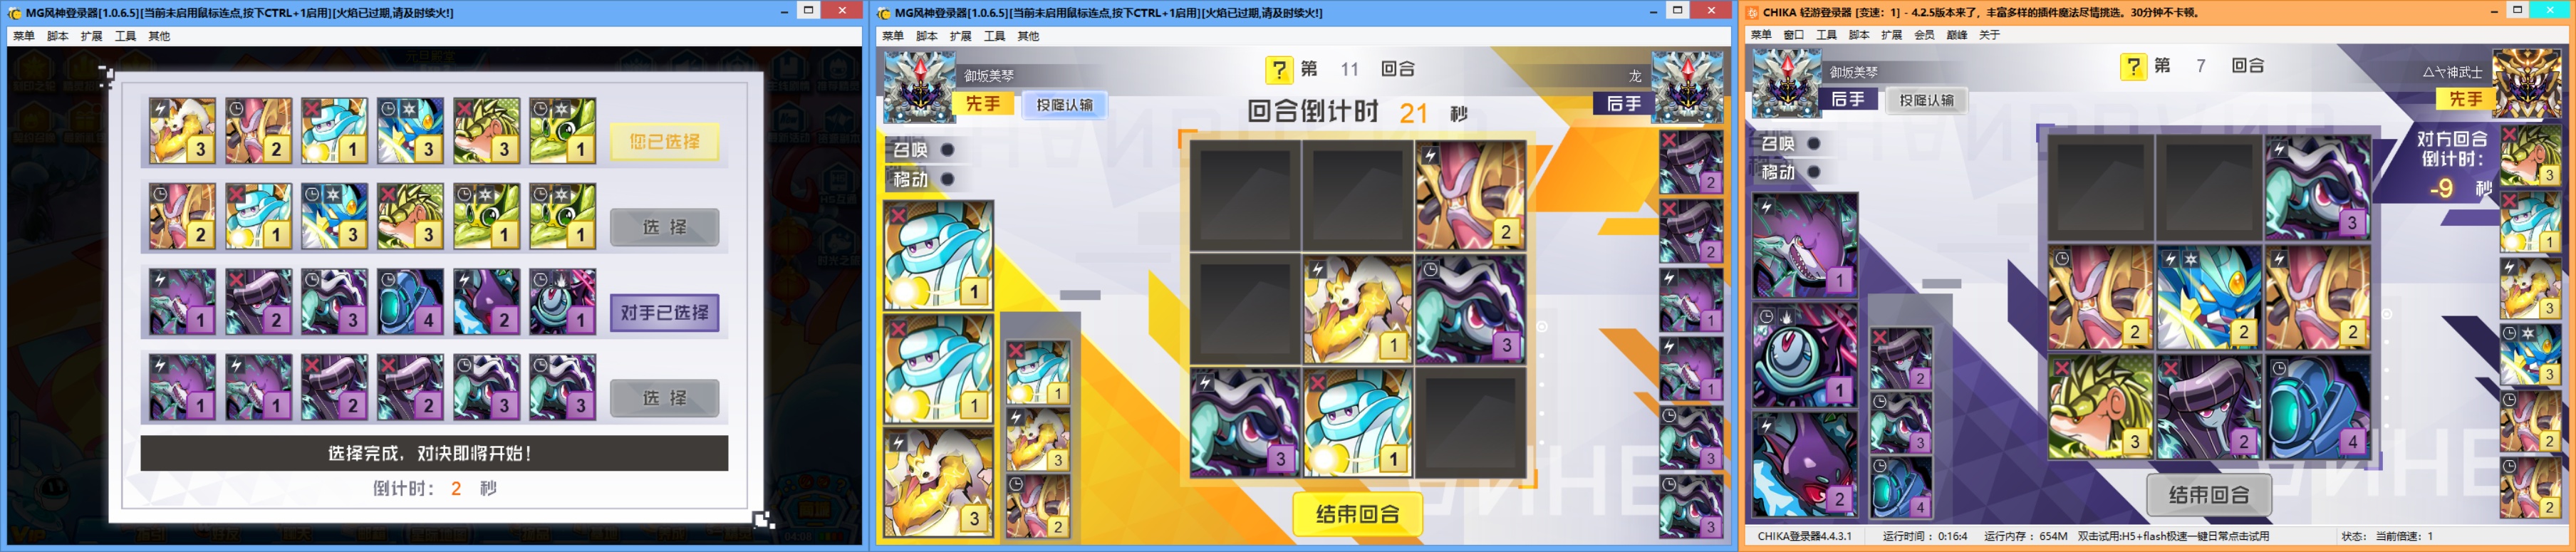 MG风神登录器[1.0.6.5][当前未启用鼠标连点,按下CTRL+1启用][火焰已过期,请及时续火!]
菜单 脚本 扩展 工具 其他
3 2 1 3 3 1 您已选择
2 1 3 3 1 1 选 择
1 2 3 4 2 1 对手已选择
1 1 2 2 3 3 选 择
选择完成, 对决即将开始!
倒计时: 2 秒
MG风神登录器[1.0.6.5][当前未启用鼠标连点,按下CTRL+1启用][火焰已过期,请及时续火!]
菜单 脚本 扩展 工具 其他
御坂美琴
? 第 11 回合
龙
先手
投降认输
回合倒计时 21 秒
后手
召唤
移动
1
1
3
1
3
2
2
1 3
3 1
2
2
1
1
3
3
结束回合
CHIKA 轻游登录器 [变速: 1] - 4.2.5版本来了, 丰富多样的插件魔法尽情挑选。30分钟不卡顿。
菜单 窗口 工具 脚本 扩展 会员 巅峰 关于
御坂美琴
? 第 7 回合
后手
投降认输
先手
召唤
移动
对方回合
倒计时:
-9 秒
1
1
2
2
3
4
3
2 2 2
3 2 4
3
1
3
3
2
2
结束回合
CHIKA登录器4.4.3.1 运行时间 : 0:16:4 运行内存 : 654M 双击试用:H5+flash极速一键日常点击试用 状态: 当前倍速: 1